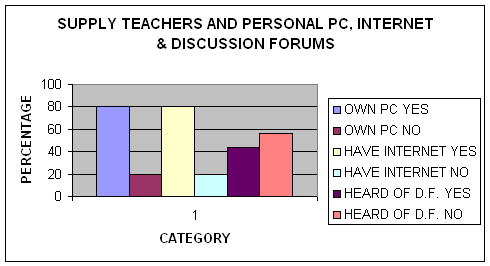 SUPPLY TEACHERS AND PERSONAL PC, INTERNET
& DISCUSSION FORUMS
PERCENTAGE
100
80
60
40
20
0
1
CATEGORY
OWN PC YES
OWN PC NO
HAVE INTERNET YES
HAVE INTERNET NO
HEARD OF D.F. YES
HEARD OF D.F. NO